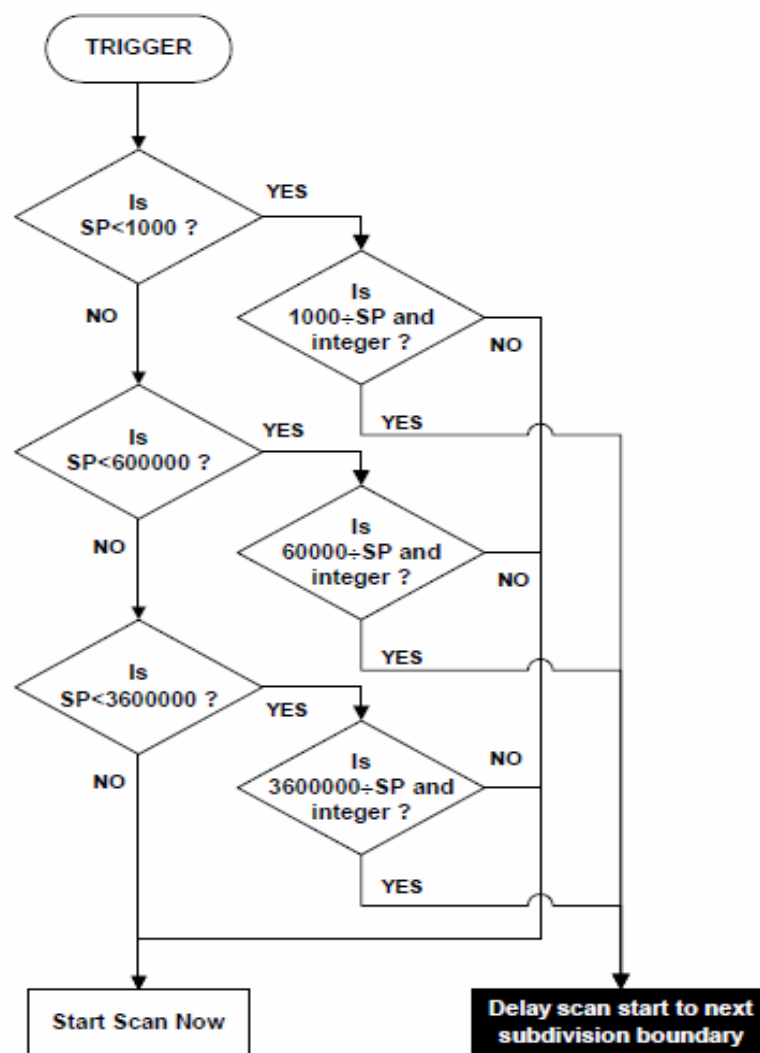 TRIGGER
Is
SP<1000 ?
YES
NO
Is
1000÷SP and
integer ?
NO
YES
Is
SP<600000 ?
YES
NO
Is
60000÷SP and
integer ?
NO
YES
Is
SP<3600000 ?
YES
NO
Is
3600000÷SP and
integer ?
NO
YES
Start Scan Now
Delay scan start to next
subdivision boundary